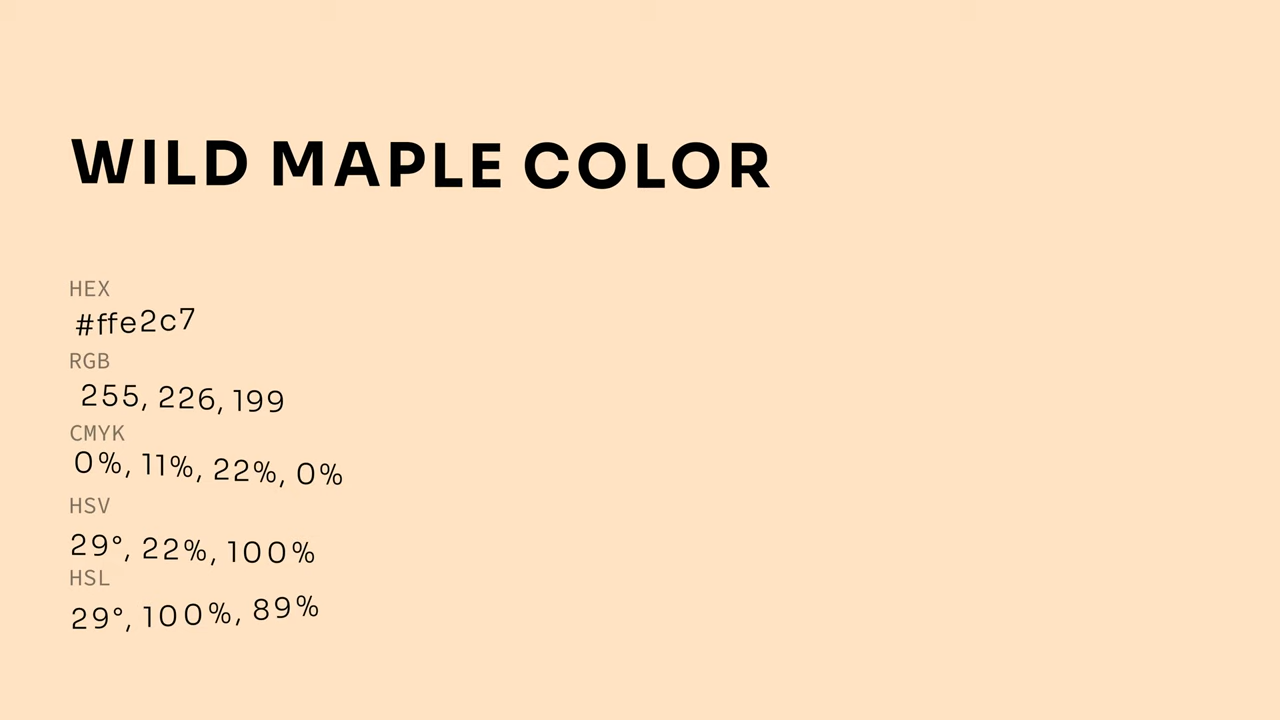 WILD MAPLE COLOR
HEX
#ffe2c7
RGB
255, 226, 199
CMYK
0%, 11%, 22%, 0%
HSV
29°, 22%, 100%
HSL
29°, 100%, 89%